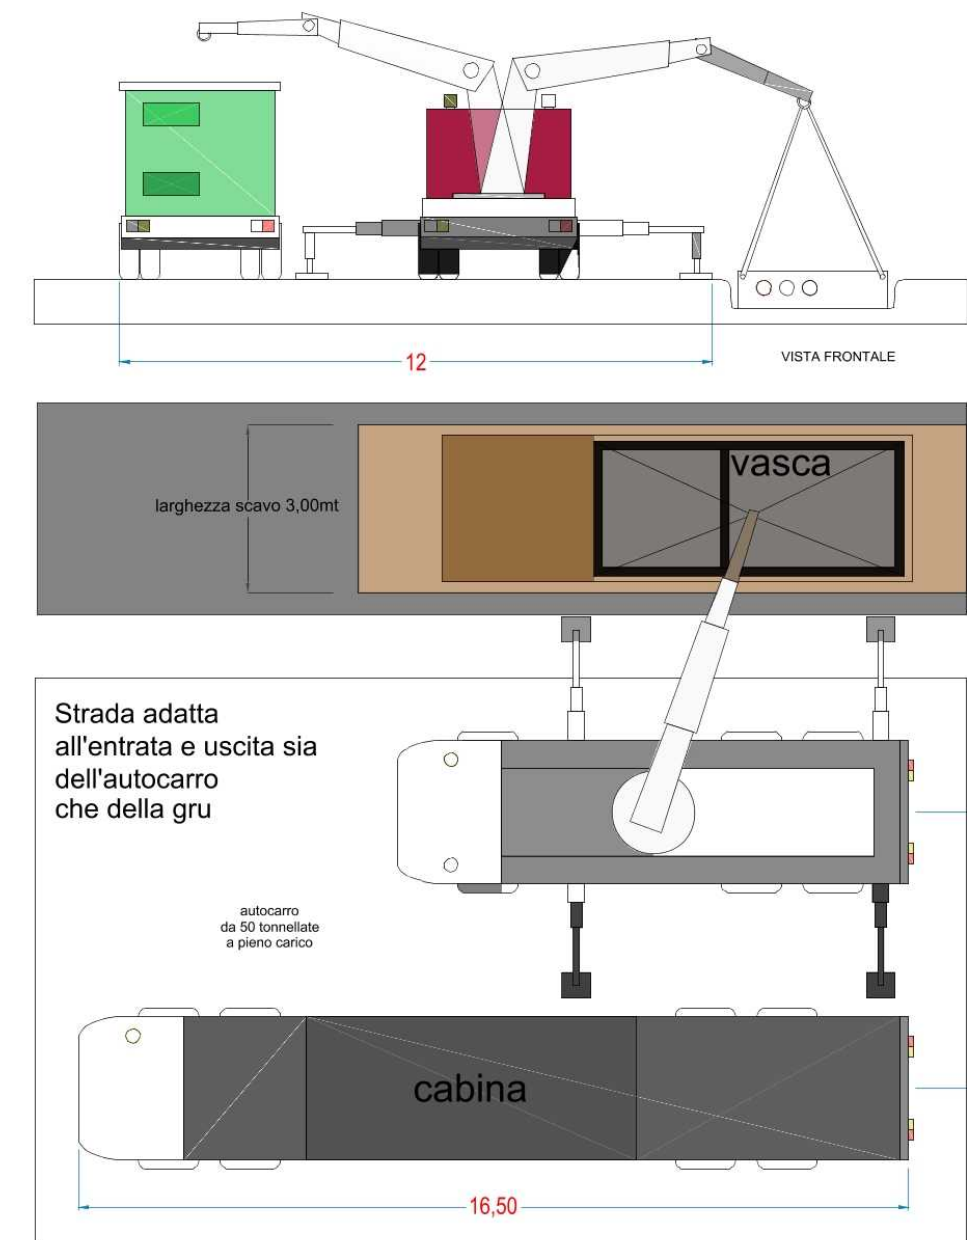 12
VISTA FRONTALE
vasca
larghezza scavo 3,00mt
Strada adatta
all'entrata e uscita sia
dell'autocarro
che della gru
autocarro
da 50 tonnellate
a pieno carico
cabina
16,50